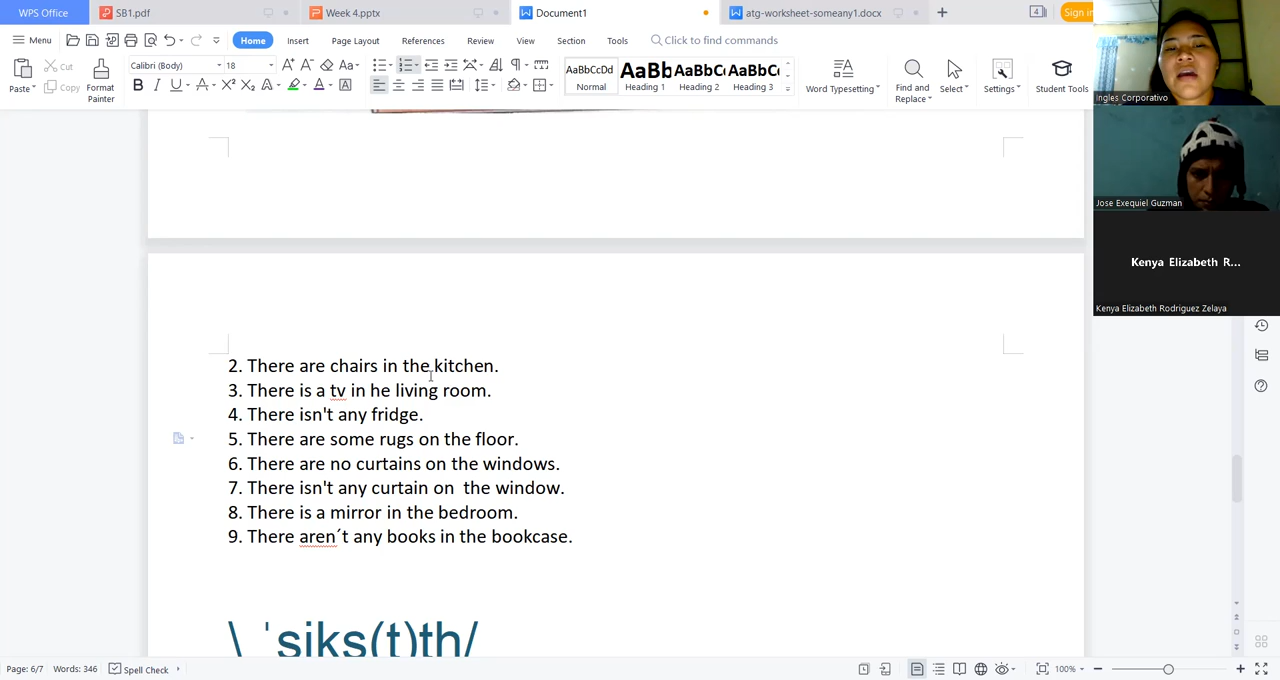 WPS Office
SB1.pdf
Week 4.pptx
Document1
atg-worksheet-someany1.docx
4
Sign in
Menu
Home
Insert
Page Layout
References
Review
View
Section
Tools
Click to find commands
Paste
Cut
Copy
Format Painter
Calibri (Body)
18
AaBbCcDd
Normal
AaBb
Heading 1
AaBbCc
Heading 2
AaBbCc
Heading 3
Word Typesetting
Find and Replace
Select
Settings
Student Tools
Ingles Corporativo
Jose Exequiel Guzman
Kenya Elizabeth R...
Kenya Elizabeth Rodriguez Zelaya
2. There are chairs in the kitchen.
3. There is a tv in he living room.
4. There isn't any fridge.
5. There are some rugs on the floor.
6. There are no curtains on the windows.
7. There isn't any curtain on  the window.
8. There is a mirror in the bedroom.
9. There aren´t any books in the bookcase.
\ ˈsiks(t)th/
Page: 6/7
Words: 346
Spell Check
100%